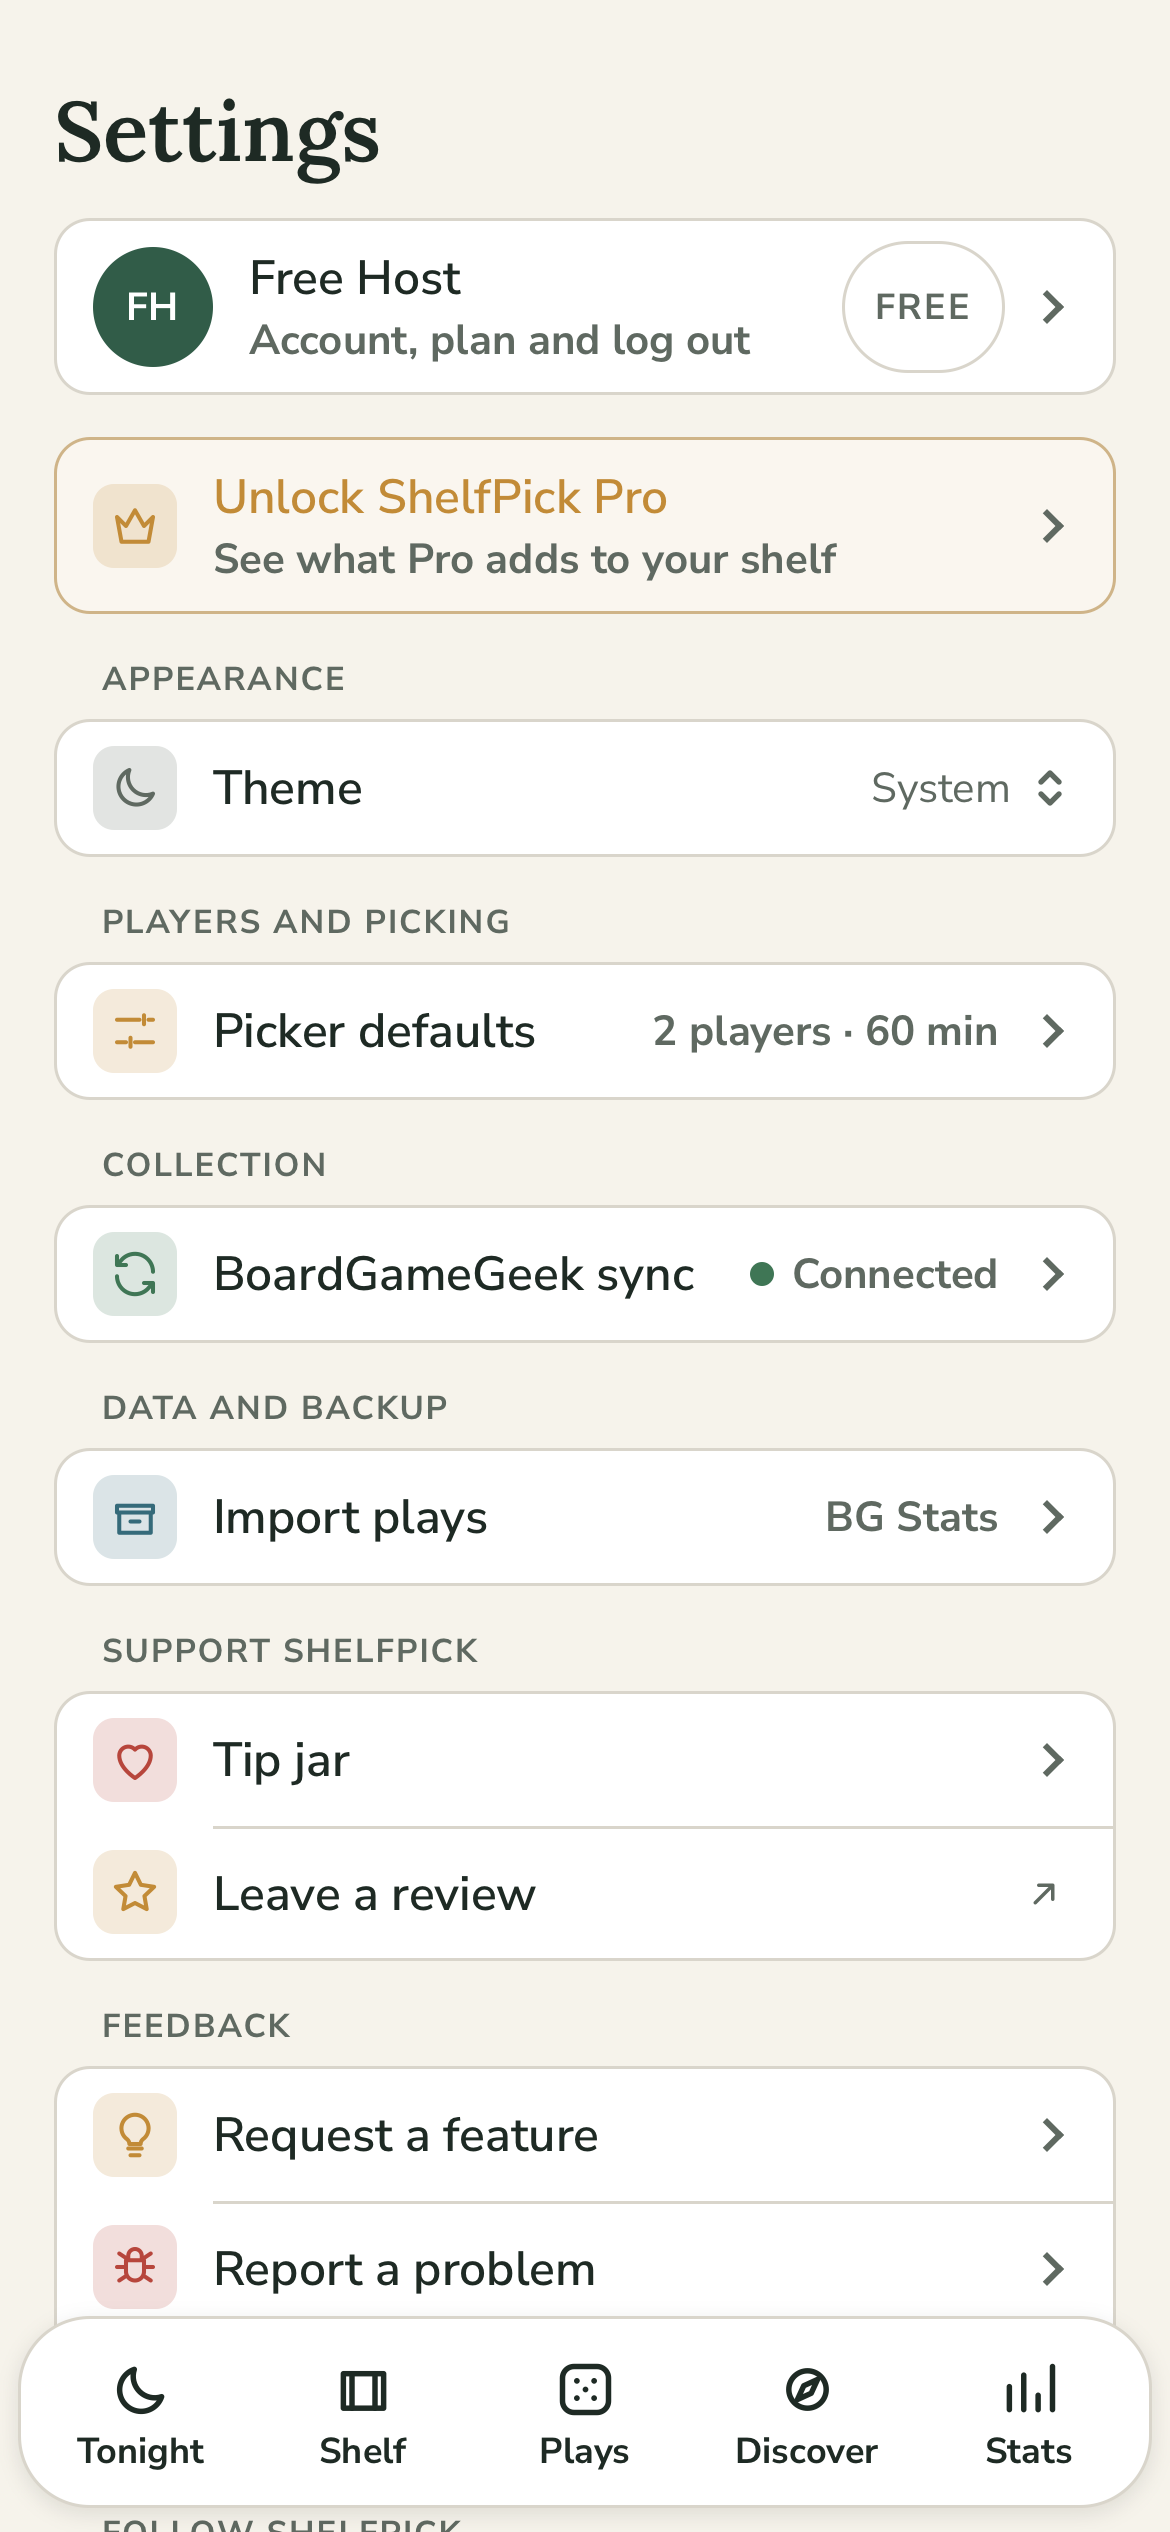 Settings
FH
Free Host
Account, plan and log out
FREE
Unlock ShelfPick Pro
See what Pro adds to your shelf
APPEARANCE
Theme
System
PLAYERS AND PICKING
Picker defaults
2 players · 60 min
COLLECTION
BoardGameGeek sync
Connected
DATA AND BACKUP
Import plays
BG Stats
SUPPORT SHELFPICK
Tip jar
Leave a review
FEEDBACK
Request a feature
Report a problem
Tonight
Shelf
Plays
Discover
Stats
FOLLOW SHELFPICK